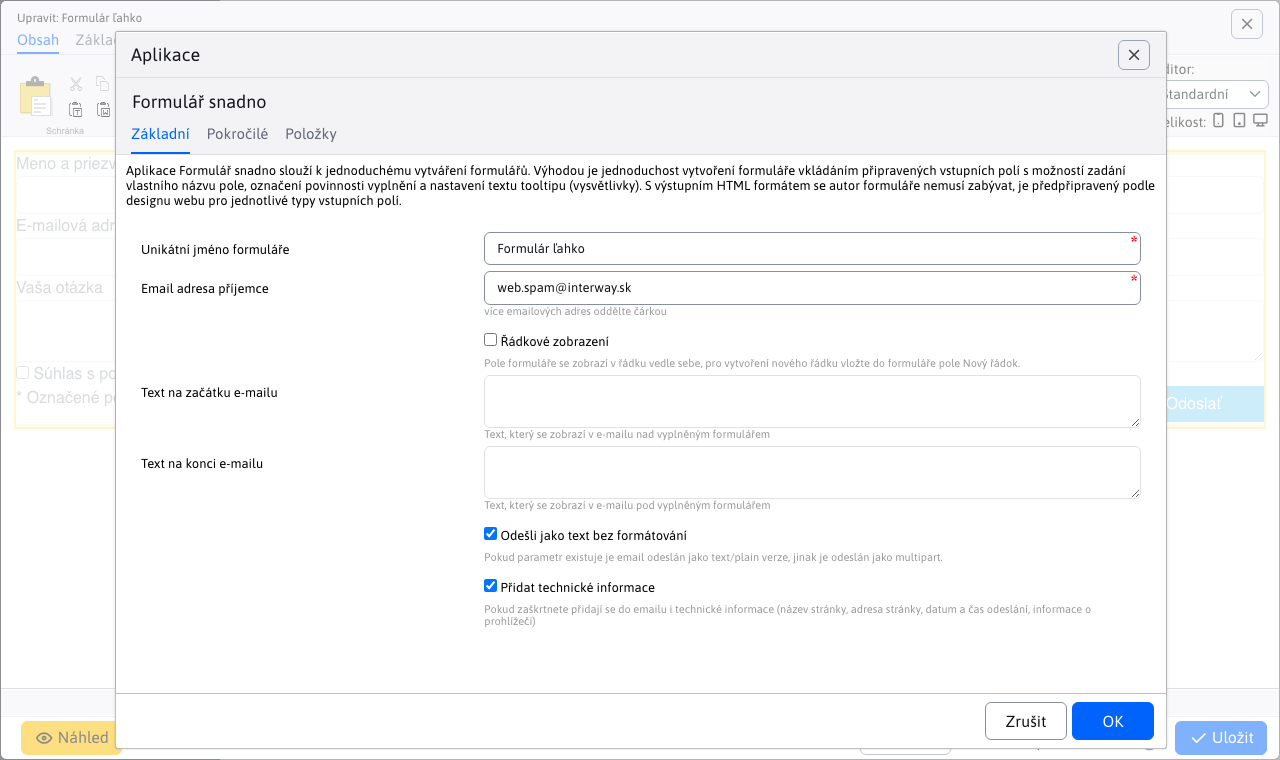 Upravit: Formulár ľahko
Obsah
Aplikace
Formulář snadno
Základní Pokročilé Položky
Aplikace Formulář snadno slouží k jednoduchému vytváření formulářů. Výhodou je jednoduchost vytvoření formuláře vkládáním připravených vstupních polí s možností zadání
vlastního názvu pole, označení povinnosti vyplnění a nastavení textu tooltipu (vysvětlivky). S výstupním HTML formátem se autor formuláře nemusí zabývat, je předpřipravený podle
designu webu pro jednotlivé typy vstupních polí.
Unikátní jméno formuláře
Formulár ľahko
*
Email adresa příjemce
web.spam@interway.sk
*
více emailových adres oddělte čárkou
Řádkové zobrazení
Pole formuláře se zobrazí v řádku vedle sebe, pro vytvoření nového řádku vložte do formuláře pole Nový řádok.
Text na začátku e-mailu
Text, který se zobrazí v e-mailu nad vyplněným formulářem
Text na konci e-mailu
Text, který se zobrazí v e-mailu pod vyplněným formulářem
Odešli jako text bez formátování
Pokud parametr existuje je email odeslán jako text/plain verze, jinak je odeslán jako multipart.
Přidat technické informace
Pokud zaškrtnete přidají se do emailu i technické informace (název stránky, adresa stránky, datum a čas odeslání, informace o
prohlížeči)
Zrušit OK
Schránka
Meno a priezv
E-mailová adr
Vaša otázka
Súhlas s po
* Označené p
ditor:
Štandardní
elikost:
Odoslať
Náhled
Uložit